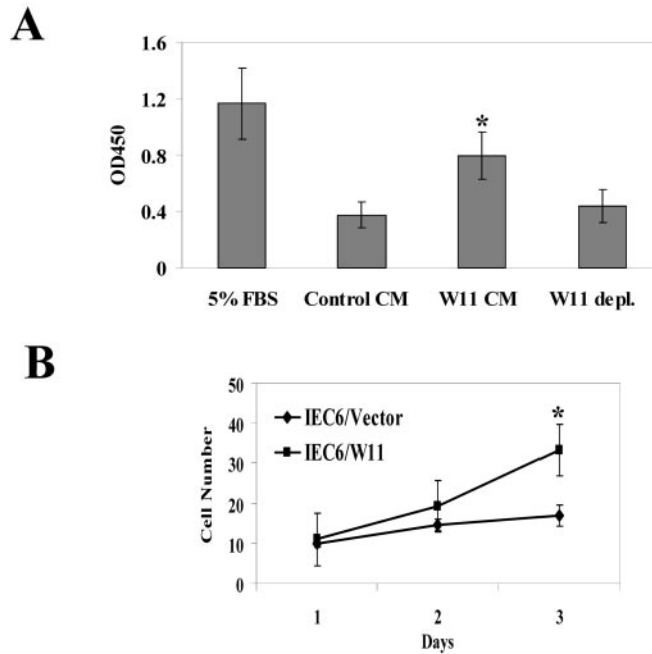 A
1.6
1.2
0.8
0.4
0
OD450
*
5% FBS Control CM W11 CM W11 depl.
B
50
40
30
20
10
0
Cell Number
IEC6/Vector
IEC6/W11
*
1 2 3
Days